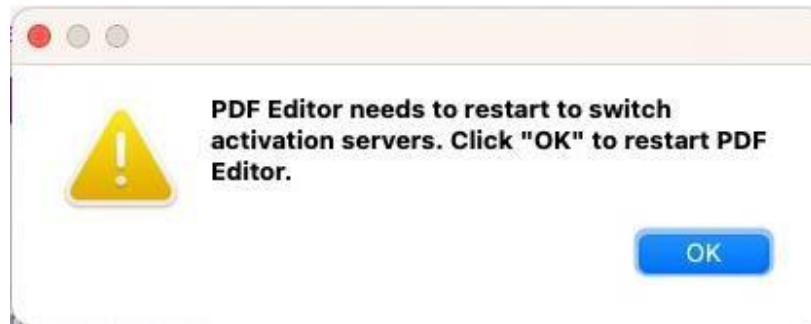 PDF Editor needs to restart to switch
activation servers. Click "OK" to restart PDF
Editor.
OK